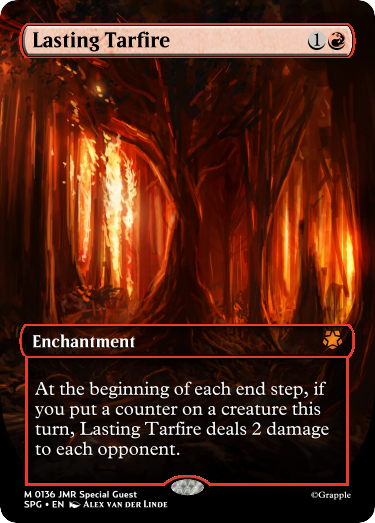 Lasting Tarfire 1
Enchantment
At the beginning of each end step, if
you put a counter on a creature this
turn, Lasting Tarfire deals 2 damage
to each opponent.
M 0136 JMR Special Guest
SPG • EN Alex van der Linde
©Grapple